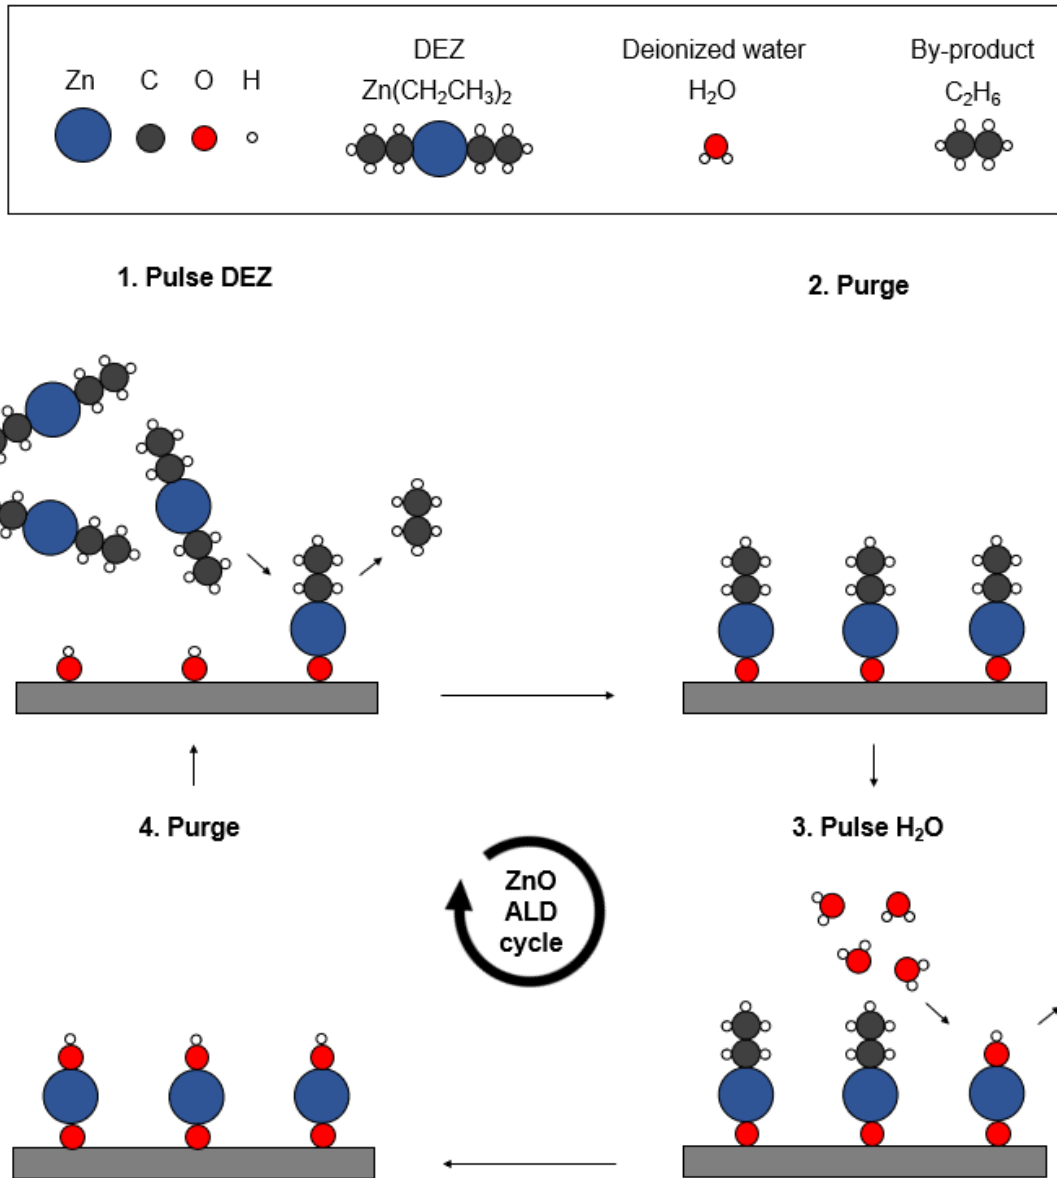 Zn C O H
DEZ
Zn(CH₂CH₃)₂
Deionized water
H₂O
By-product
C₂H₆
1. Pulse DEZ
2. Purge
3. Pulse H₂O
4. Purge
ZnO
ALD
cycle